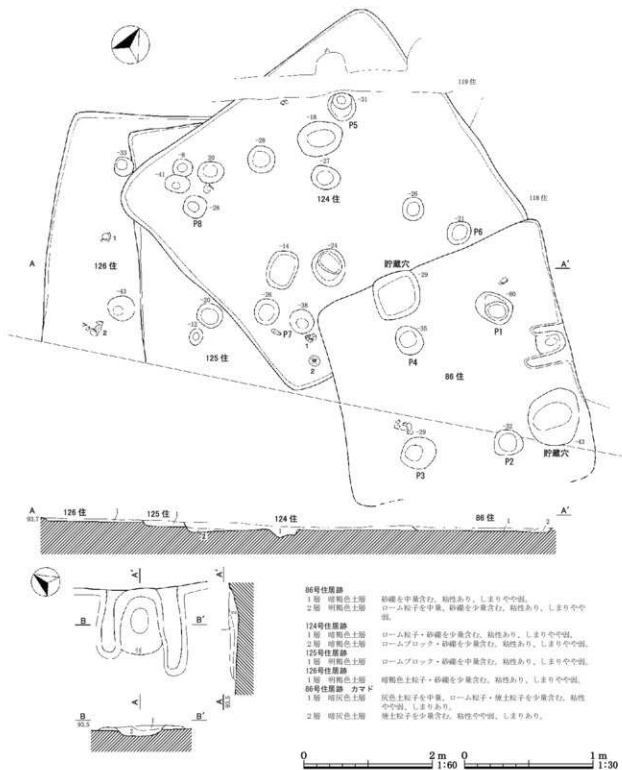 119住
-31
P5
-18
-28
-27
124住
-33
-8
20
-41
-28
P8
-26
118住
-21
P6
A
A'
1
126住
-14
-24
貯蔵穴
-29
-60
P1
-43
2
-20
-12
-26
-38
P7
1
2
125住
-35
P4
86住
-29
P3
-32
P2
-43
貯蔵穴
A
93.7
126住
125住
124住
86住
A'
A'
B
B'
A
A'
A
93.5
B
93.5
B'
86号住居跡
1層 暗褐色土層 砂礫を中量含む、粘性あり、しまりやや弱。
2層 明褐色土層 ローム粒子を中量、砂礫を少量含む、粘性あり、しまりやや弱。
124号住居跡
1層 暗褐色土層 ローム粒子・砂礫を少量含む、粘性あり、しまりやや弱。
2層 暗褐色土層 ロームブロック・砂礫を少量含む、粘性あり、しまりやや弱。
125号住居跡
1層 明褐色土層 ロームブロック・砂礫を中量含む、粘性あり、しまりやや弱。
126号住居跡
1層 明褐色土層 暗褐色土粒子・砂礫を少量含む、粘性あり、しまりやや弱。
86号住居跡 カマド
1層 暗灰色土層 灰色土粒子を中量、ローム粒子・焼土粒子を少量含む、粘性やや弱、しまりあり。
2層 暗灰色土層 焼土粒子を少量含む、粘性やや弱、しまりあり。
0 2m
1:60
0 1m
1:30